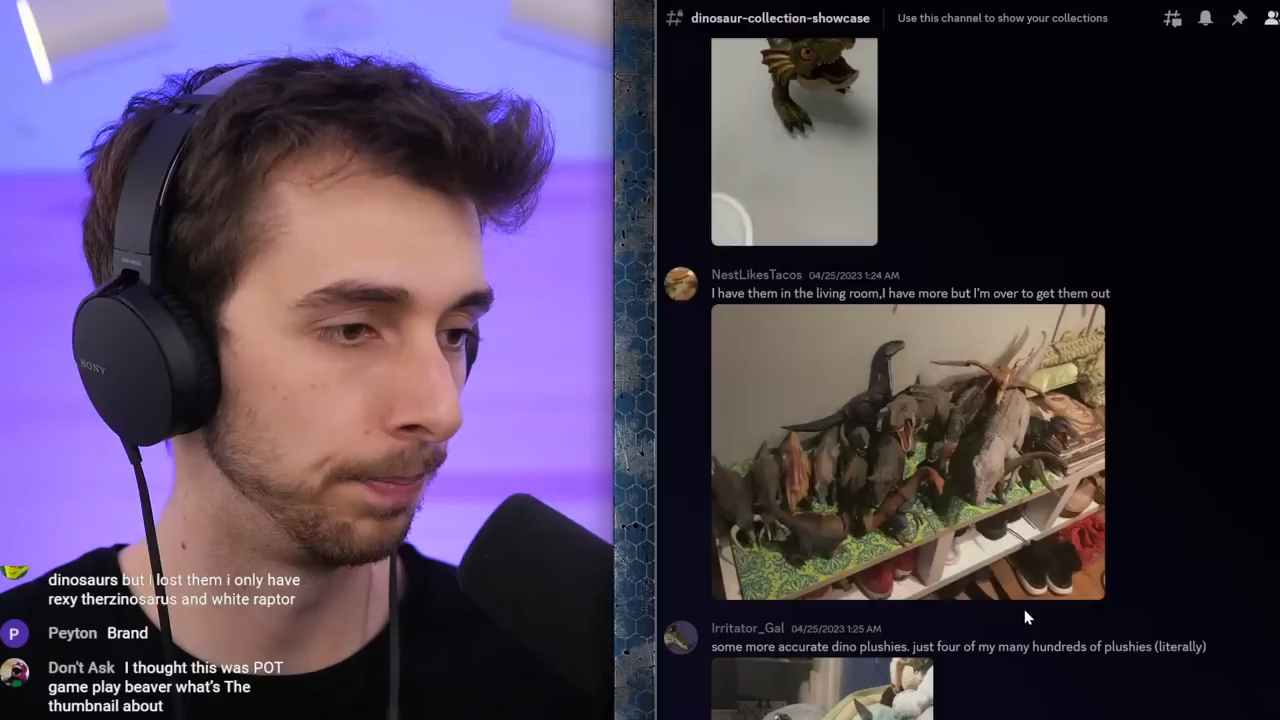 dinosaur-collection-showcase
Use this channel to show your collections
NestLikesTacos 04/25/2023 1:24 AM
I have them in the living room,I have more but I'm over to get them out
Irritator_Gal 04/25/2023 1:25 AM
some more accurate dino plushies. just four of my many hundreds of plushies (literally)
SONY
dinosaurs but i lost them i only have
rexy therzinosarus and white raptor
P
Peyton Brand
Don't Ask I thought this was POT
game play beaver what's The
thumbnail about